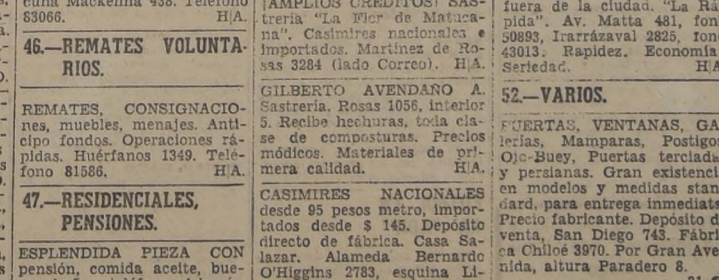 cuna Mackenna 438. Teléfono
83066. H|A.
46.—REMATES VOLUNTA-
RIOS.
REMATES, CONSIGNACIO-
nes, muebles, menajes. Anti-
cipo fondos. Operaciones rá-
pidas. Huérfanos 1349. Telé-
fono 81586. H|A.
47.—RESIDENCIALES,
PENSIONES.
ESPLENDIDA PIEZA CON
pensión, comida aceite, bue-
(AMPLIOS CREDITOS) SAS-
trería "La Flor de Matuca-
na". Casimires nacionales e
importados. Martínez de Ro-
sas 3284 (lado Correo). H|A.
GILBERTO AVENDAÑO A.
Sastrería. Rosas 1056, interior
5. Recibe hechuras, toda cla-
se de composturas. Precios
módicos. Materiales de pri-
mera calidad. H|A.
CASIMIRES NACIONALES
desde 95 pesos metro, impor-
tados desde $ 145. Depósito
directo de fábrica. Casa Sa-
lazar. Alameda Bernardo
O'Higgins 2783, esquina Li-
fuera de la ciudad. "La Rá
pida". Av. Matta 481, fon
50893, Irarrázaval 2825, fon
43013. Rapidez. Economía
Seriedad. H|A
52.—VARIOS.
PUERTAS, VENTANAS, GA
lerías, Mamparas, Postigo
Ojo-Buey, Puertas terciada
y persianas. Gran existenci
en modelos y medidas stan
dard, para entrega inmediata
Precio fabricante. Depósito d
venta, San Diego 743. Fábri
ca Chiloé 3970. Por Gran Ave
nida, altura Paradero 8.